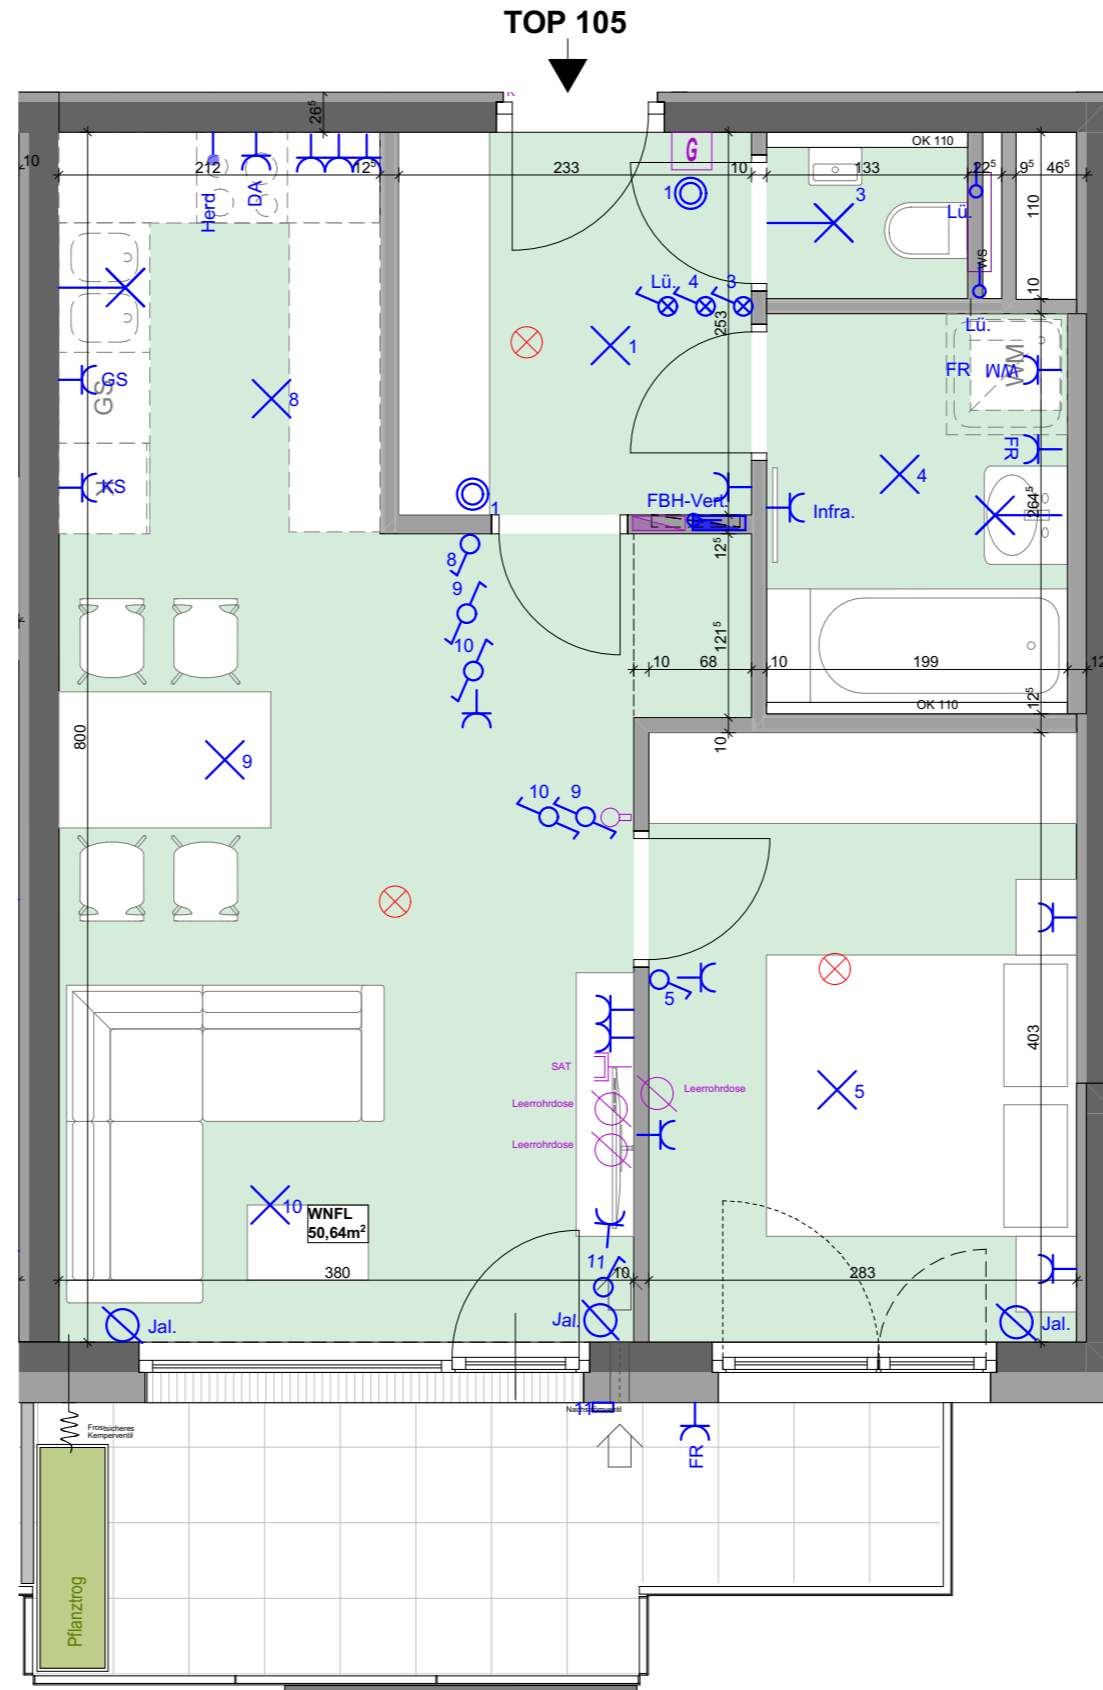 TOP 105
26⁵
10
212
12⁵
233
10
133
22⁵
9⁵
46⁵
OK 110
G
1
3
110
Herd
DA
Lü.
ws
10
Lü.
4
3
253
Lü.
1
GS
GS
8
FR
WM
WM
FR
KS
4
264⁵
1
FBH-Vert.
Infra.
8
12⁵
9
10
121⁵
10
68
10
199
12
OK 110
12⁵
800
9
10
10
9
5
403
SAT
Leerrohrdose
Leerrohrdose
Leerrohrdose
5
10
WNFL
50,64m²
11
380
10
283
Jal.
Jal.
Jal.
11
Frostsicheres
Kemperventil
FR
Pflanztrog